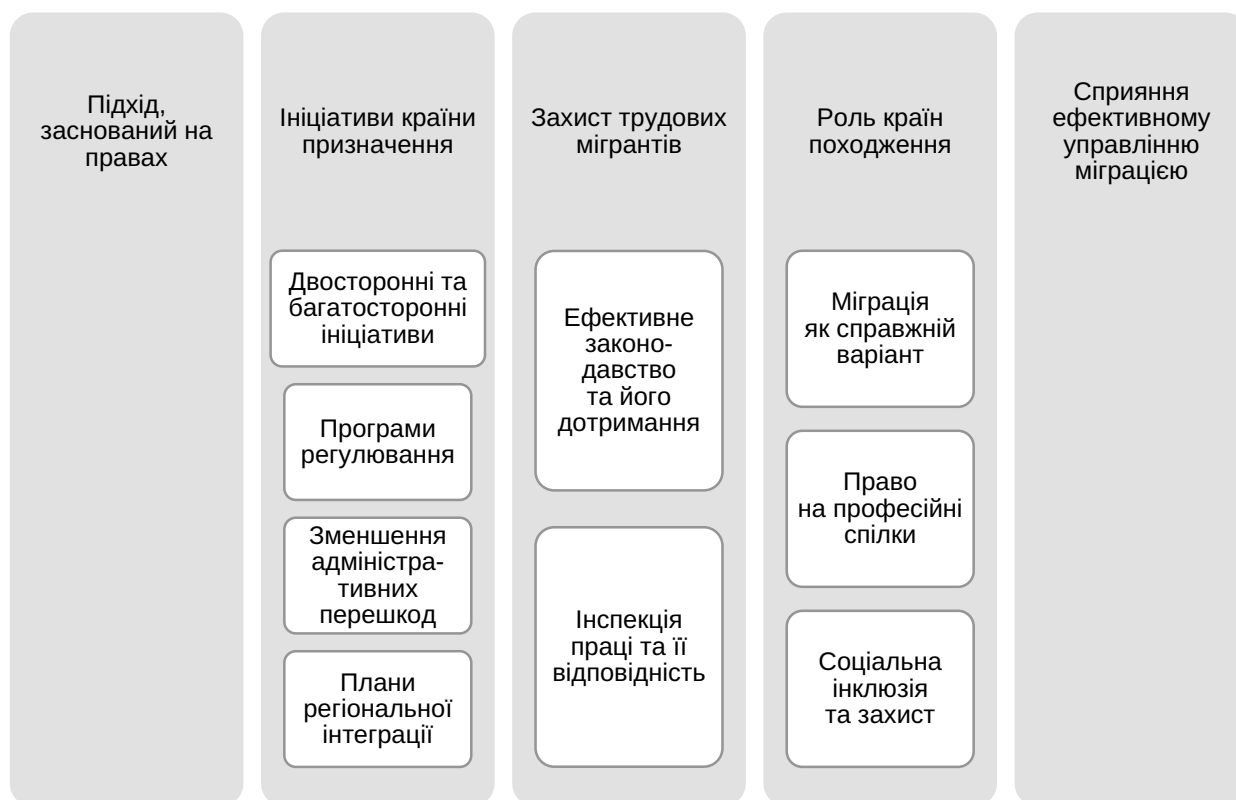 Підхід,
заснований на
правах
Ініціативи країни
призначення
Двосторонні та
багатосторонні
ініціативи
Програми
регулювання
Зменшення
адміністра-
тивних
перешкод
Плани
регіональної
інтеграції
Захист трудових
мігрантів
Ефективне
законо-
давство
та його
дотримання
Інспекція
праці та її
відповідність
Роль країн
походження
Міграція
як справжній
варіант
Право
на професійні
спілки
Соціальна
інклюзія
та захист
Сприяння
ефективному
управлінню
міграцією